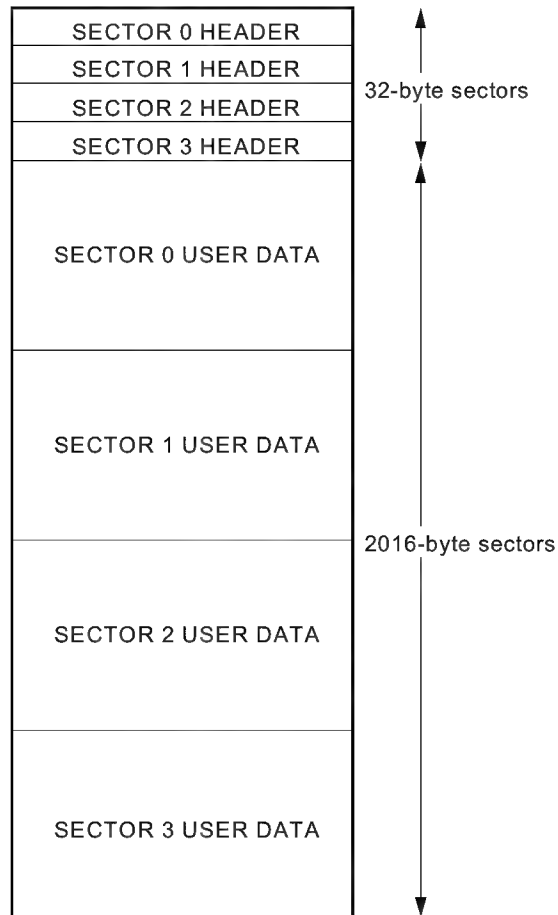 SECTOR 0 HEADER
SECTOR 1 HEADER
32-byte sectors
SECTOR 2 HEADER
SECTOR 3 HEADER
SECTOR 0 USER DATA
SECTOR 1 USER DATA
2016-byte sectors
SECTOR 2 USER DATA
SECTOR 3 USER DATA